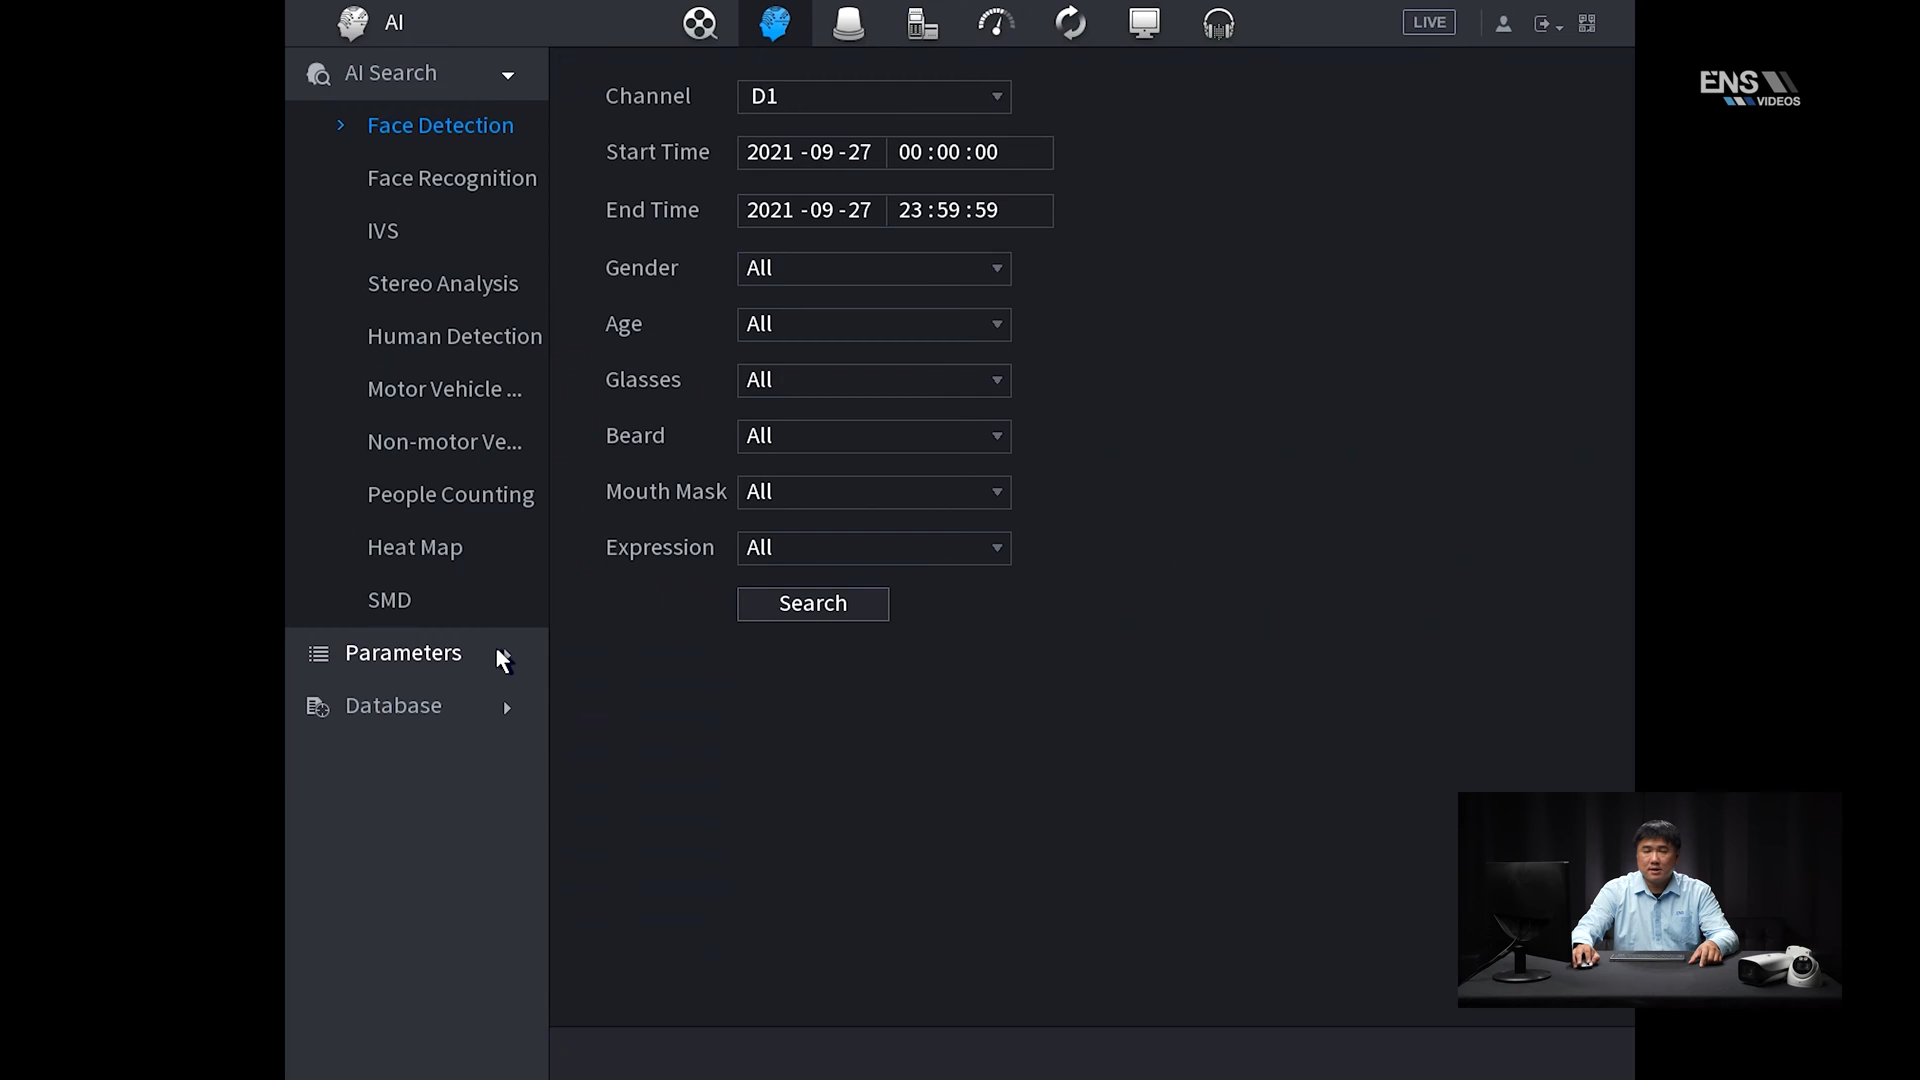 AI
LIVE
ENS
VIDEOS
AI Search
Face Detection
Face Recognition
IVS
Stereo Analysis
Human Detection
Motor Vehicle ...
Non-motor Ve...
People Counting
Heat Map
SMD
Parameters
Database
Channel D1
Start Time 2021 -09 -27 00 :00 :00
End Time 2021 -09 -27 23 :59 :59
Gender All
Age All
Glasses All
Beard All
Mouth Mask All
Expression All
Search